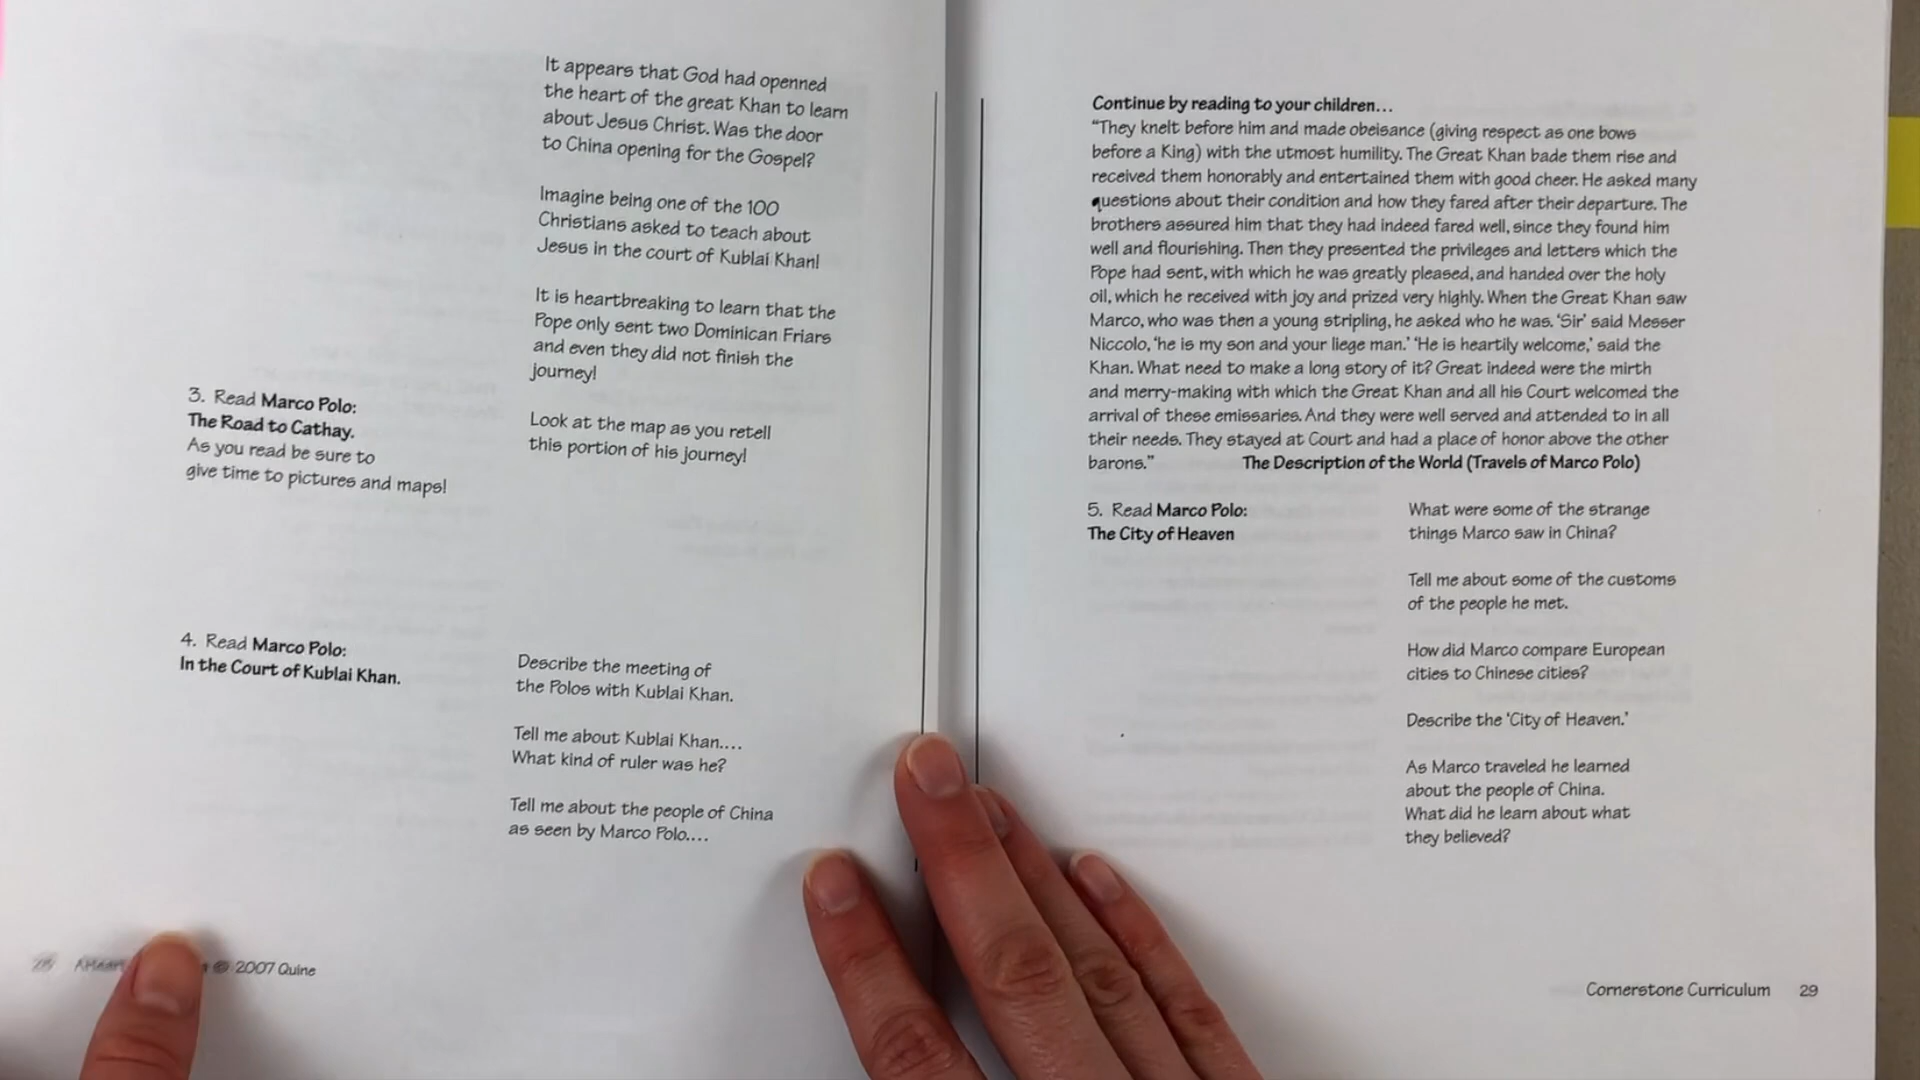 It appears that God had openned
the heart of the great Khan to learn
about Jesus Christ. Was the door
to China opening for the Gospel?
Imagine being one of the 100
Christians asked to teach about
Jesus in the court of Kublai Khan!
It is heartbreaking to learn that the
Pope only sent two Dominican Friars
and even they did not finish the
journey!
3. Read Marco Polo:
The Road to Cathay.
As you read be sure to
give time to pictures and maps!
Look at the map as you retell
this portion of his journey!
4. Read Marco Polo:
In the Court of Kublai Khan.
Describe the meeting of
the Polos with Kublai Khan.
Tell me about Kublai Khan....
What kind of ruler was he?
Tell me about the people of China
as seen by Marco Polo....
© 2007 Quine
Continue by reading to your children...
"They knelt before him and made obeisance (giving respect as one bows
before a King) with the utmost humility. The Great Khan bade them rise and
received them honorably and entertained them with good cheer. He asked many
questions about their condition and how they fared after their departure. The
brothers assured him that they had indeed fared well, since they found him
well and flourishing. Then they presented the privileges and letters which the
Pope had sent, with which he was greatly pleased, and handed over the holy
oil, which he received with joy and prized very highly. When the Great Khan saw
Marco, who was then a young stripling, he asked who he was. 'Sir' said Messer
Niccolo, 'he is my son and your liege man.' 'He is heartily welcome,' said the
Khan. What need to make a long story of it? Great indeed were the mirth
and merry-making with which the Great Khan and all his Court welcomed the
arrival of these emissaries. And they were well served and attended to in all
their needs. They stayed at Court and had a place of honor above the other
barons." The Description of the World (Travels of Marco Polo)
5. Read Marco Polo:
The City of Heaven
What were some of the strange
things Marco saw in China?
Tell me about some of the customs
of the people he met.
How did Marco compare European
cities to Chinese cities?
Describe the 'City of Heaven.'
As Marco traveled he learned
about the people of China.
What did he learn about what
they believed?
Cornerstone Curriculum 29